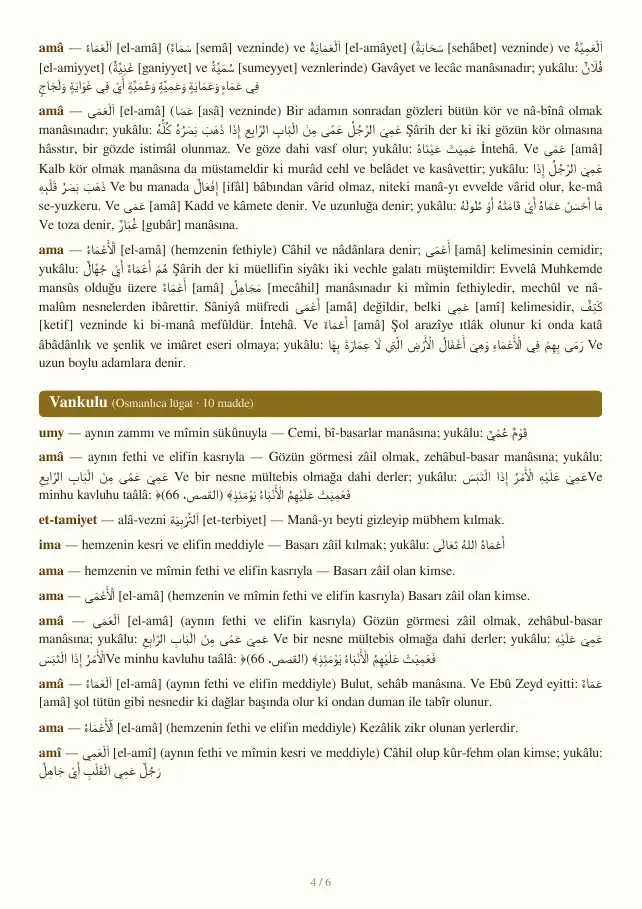 amâ — اَلْعَمَاءُ [el-amâ] (سَمَاءٌ [semâ] vezninde) ve اَلْعَمَايَةُ [el-amâyet] (سَحَابَةٌ [sehâbet] vezninde) ve اَلْعَمِيَّةُ
[el-amiyyet] (غَنِيَّةٌ [ganiyyet] ve سُمَيَّةُ [sumeyyet] veznlerinde) Gavâyet ve lecâc manâsınadır; yukâlu: فُلَانٌ
فِي عَمَاءٍ وَعَمَايَةٍ وَعَمِيَّةٍ وَعُمَيَّةٍ أَيْ فِي غَوَايَةٍ وَلَجَاجٍ
amâ — اَلْعَمَى [el-amâ] (عَصَا [asâ] vezninde) Bir adamın sonradan gözleri bütün kör ve nâ-bînâ olmak
manâsınadır; yukâlu: عَمِيَ الرَّجُلُ عَمًى مِنَ الْبَابِ الرَّابِعِ إِذَا ذَهَبَ بَصَرُهُ كُلُّهُ Şârih der ki iki gözün kör olmasına
hâsstır, bir gözde istimâl olunmaz. Ve göze dahi vasf olur; yukâlu: عَمِيَتْ عَيْنَاهُ İntehâ. Ve عَمَى [amâ]
Kalb kör olmak manâsına da müstameldir ki murâd cehl ve belâdet ve kasâvettir; yukâlu: عَمِيَ الرَّجُلُ إِذَا
ذَهَبَ بَصَرُ قَلْبِهِ Ve bu manada إِفْعَالٌ [ifâl] bâbından vârid olmaz, niteki manâ-yı evvelde vârid olur, ke-mâ
se-yuzkeru. Ve عَمَى [amâ] Kadd ve kâmete denir. Ve uzunluğa denir; yukâlu: مَا أَحْسَنَ عَمَاهُ أَيْ قَامَتَهُ أَوْ طُولَهُ
Ve toza denir, غُبَارٌ [gubâr] manâsına.
ama — اَلْأَعْمَاءُ [el-amâ] (hemzenin fethiyle) Câhil ve nâdânlara denir; أَعْمَى [amâ] kelimesinin cemidir;
yukâlu: هُمْ أَعْمَاءٌ أَيْ جُهَّالٌ Şârih der ki müellifin siyâkı iki vechle galatı müştemildir: Evvelâ Muhkemde
mansûs olduğu üzere أَعْمَاءٌ [amâ] مَجَاهِلُ [mecâhil] manâsınadır ki mîmin fethiyledir, mechûl ve nâ-
malûm nesnelerden ibârettir. Sâniyâ müfredi أَعْمَى [amâ] değildir, belki عَمِي [amî] kelimesidir, كَتِفٌ
[ketif] vezninde ki bi-manâ mefûldür. İntehâ. Ve أَعْمَاءٌ [amâ] Şol arazîye ıtlâk olunur ki onda katâ
âbâdânlık ve şenlik ve imâret eseri olmaya; yukâlu: رَمَى بِهِمْ فِي الْأَعْمَاءِ وَهِيَ أَغْفَالُ الْأَرْضِ الَّتِي لَا عِمَارَةَ بِهَا Ve
uzun boylu adamlara denir.
Vankulu (Osmanlıca lügat · 10 madde)
umy — aynın zammı ve mîmin sükûnuyla — Cemi, bî-basarlar manâsına; yukâlu: قَوْمٌ عُمْيٌ
amâ — aynın fethi ve elifin kasrıyla — Gözün görmesi zâil olmak, zehâbul-basar manâsına; yukâlu:
عَمِيَ عَمًى مِنَ الْبَابِ الرَّابِعِ Ve bir nesne mültebis olmağa dahi derler; yukâlu: عَمِيَ عَلَيْهِ الْأَمْرُ إِذَا الْتَبَسَVe
minhu kavluhu taâlâ: ﴿فَعَمِيَتْ عَلَيْهِمُ الْأَنْبَاءُ يَوْمَئِذٍ﴾ (القصص، 66)
et-tamiyet — alâ-vezni اَلتَّرْبِيَةُ [et-terbiyet] — Manâ-yı beyti gizleyip mübhem kılmak.
ima — hemzenin kesri ve elifin meddiyle — Basarı zâil kılmak; yukâlu: أَعْمَاهُ اللهُ تَعَالَى
ama — hemzenin ve mîmin fethi ve elifin kasrıyla — Basarı zâil olan kimse.
ama — اَلْأَعْمَى [el-amâ] (hemzenin ve mîmin fethi ve elifin kasrıyla) Basarı zâil olan kimse.
amâ — اَلْعَمَى [el-amâ] (aynın fethi ve elifin kasrıyla) Gözün görmesi zâil olmak, zehâbul-basar
manâsına; yukâlu: عَمِيَ عَمًى مِنَ الْبَابِ الرَّابِعِ Ve bir nesne mültebis olmağa dahi derler; yukâlu: عَمِيَ عَلَيْهِ
الْأَمْرُ إِذَا الْتَبَسَVe minhu kavluhu taâlâ: ﴿فَعَمِيَتْ عَلَيْهِمُ الْأَنْبَاءُ يَوْمَئِذٍ﴾ (القصص، 66)
amâ — اَلْعَمَاءُ [el-amâ] (aynın fethi ve elifin meddiyle) Bulut, sehâb manâsına. Ve Ebû Zeyd eyitti: عَمَاءٌ
[amâ] şol tütün gibi nesnedir ki dağlar başında olur ki ondan duman ile tabîr olunur.
ama — اَلْأَعْمَاءُ [el-amâ] (hemzenin fethi ve elifin meddiyle) Kezâlik zikr olunan yerlerdir.
amî — اَلْعَمِي [el-amî] (aynın fethi ve mîmin kesri ve meddiyle) Câhil olup kûr-fehm olan kimse; yukâlu:
رَجُلٌ عَمِي الْقَلْبِ أَيْ جَاهِلٌ
4 / 6